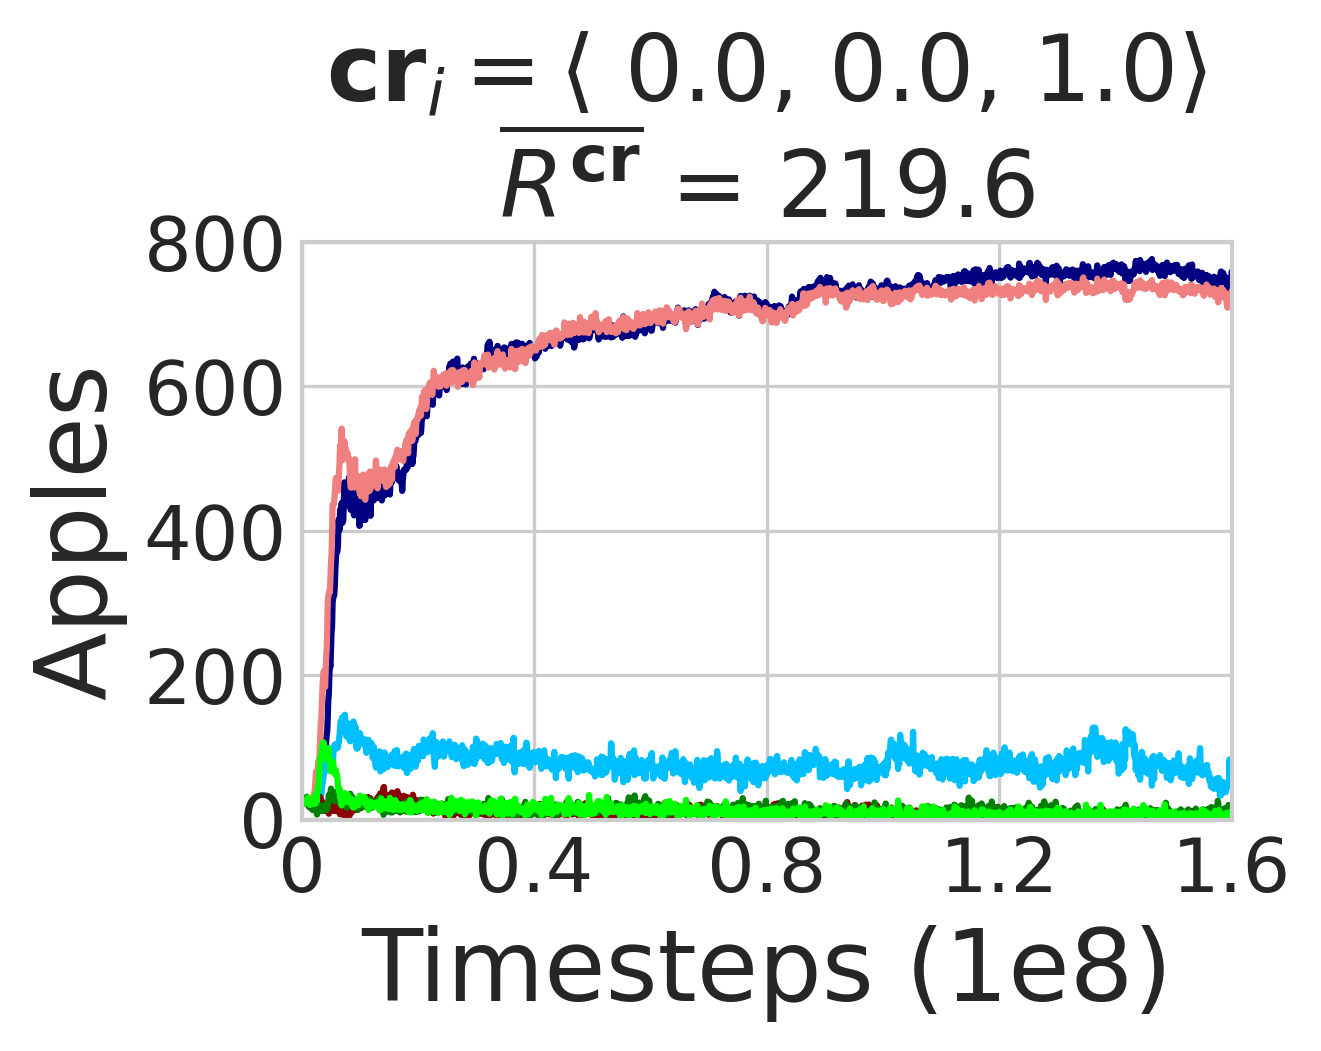 cr_i = ⟨ 0.0, 0.0, 1.0⟩
R^cr = 219.6
800
600
400
200
0
Apples
0 0.4 0.8 1.2 1.6
Timesteps (1e8)